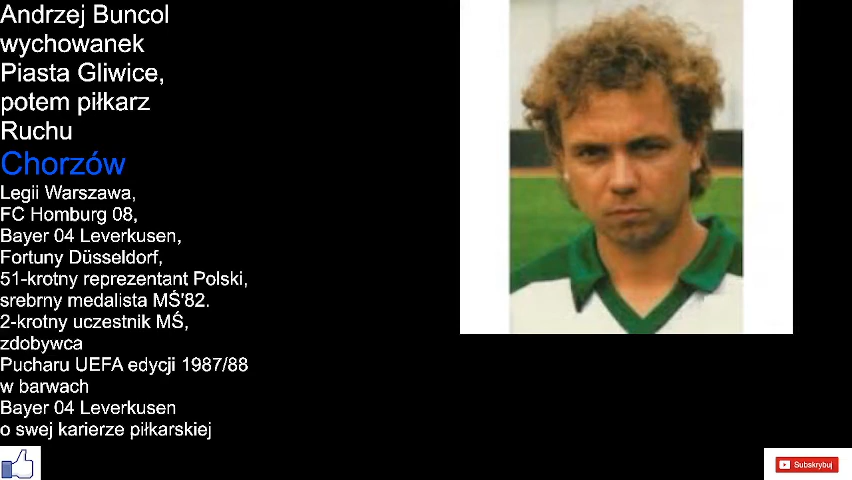 Andrzej Buncol
wychowanek
Piasta Gliwice,
potem piłkarz
Ruchu
Chorzów
Legii Warszawa,
FC Homburg 08,
Bayer 04 Leverkusen,
Fortuny Düsseldorf,
51-krotny reprezentant Polski,
srebrny medalista MŚ'82.
2-krotny uczestnik MŚ,
zdobywca
Pucharu UEFA edycji 1987/88
w barwach
Bayer 04 Leverkusen
o swej karierze piłkarskiej
Subskrybuj